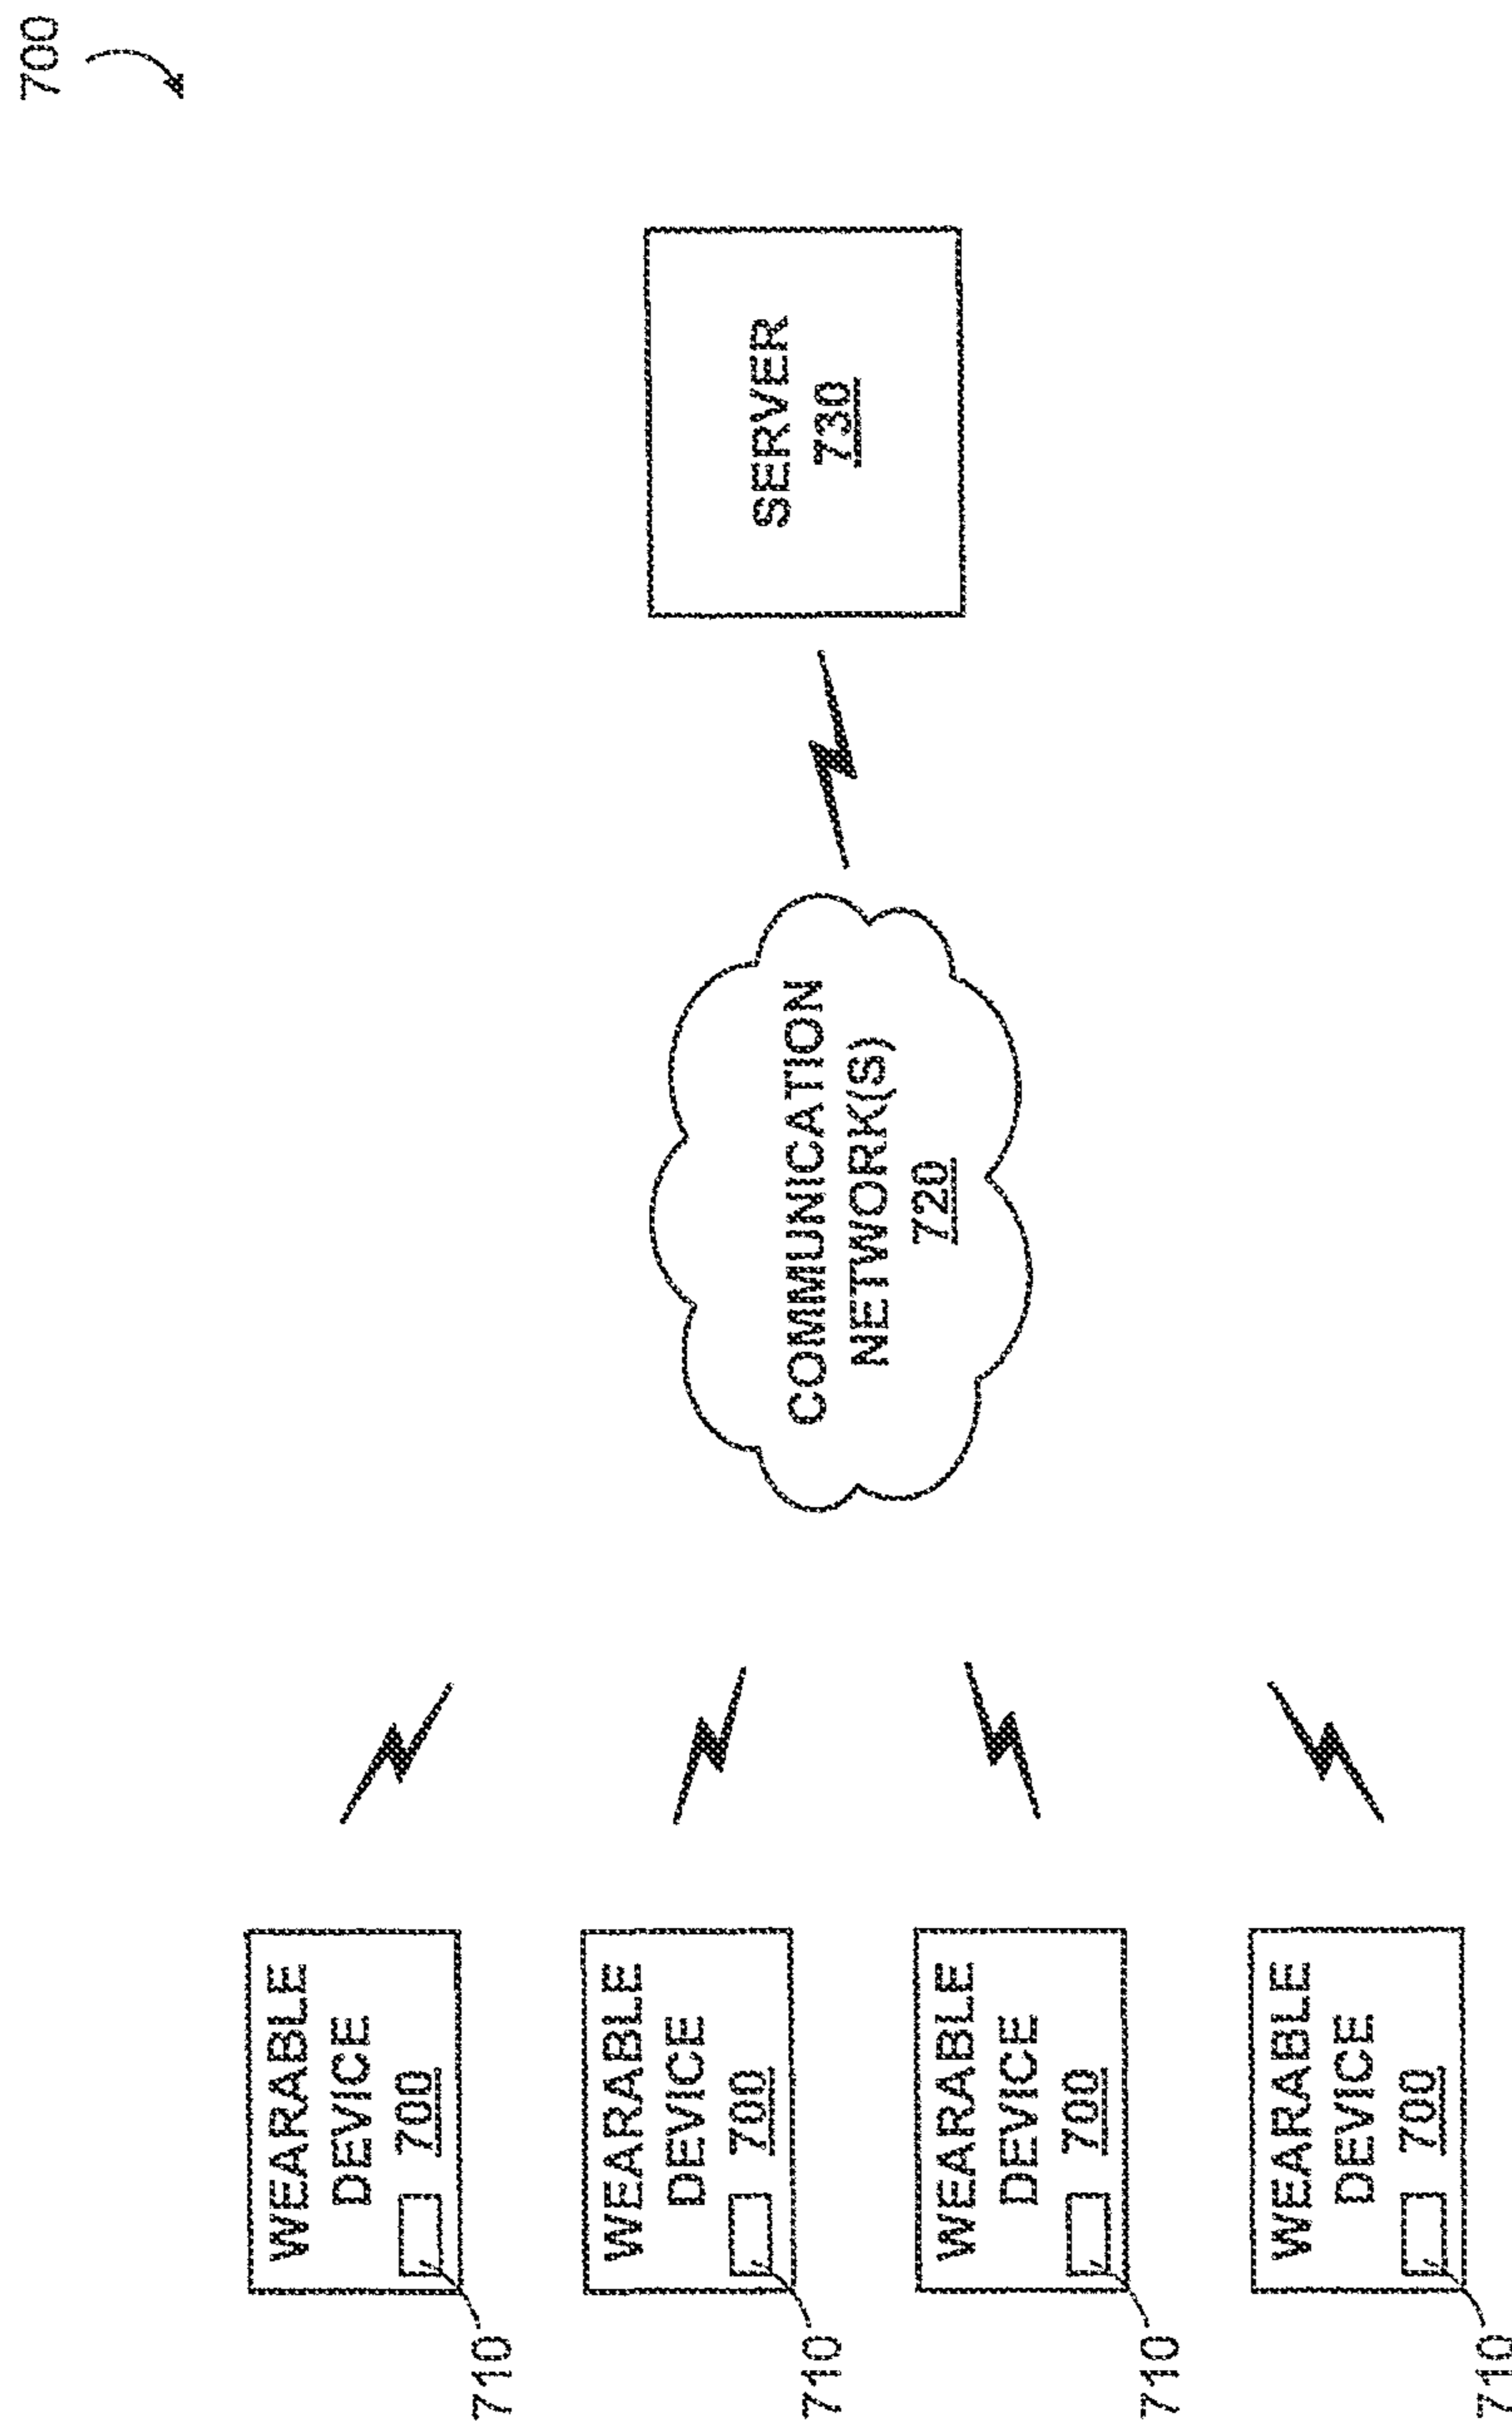 700
WEARABLE
DEVICE
700
710
WEARABLE
DEVICE
700
710
WEARABLE
DEVICE
700
710
WEARABLE
DEVICE
700
710
COMMUNICATION
NETWORK(S)
720
SERVER
730